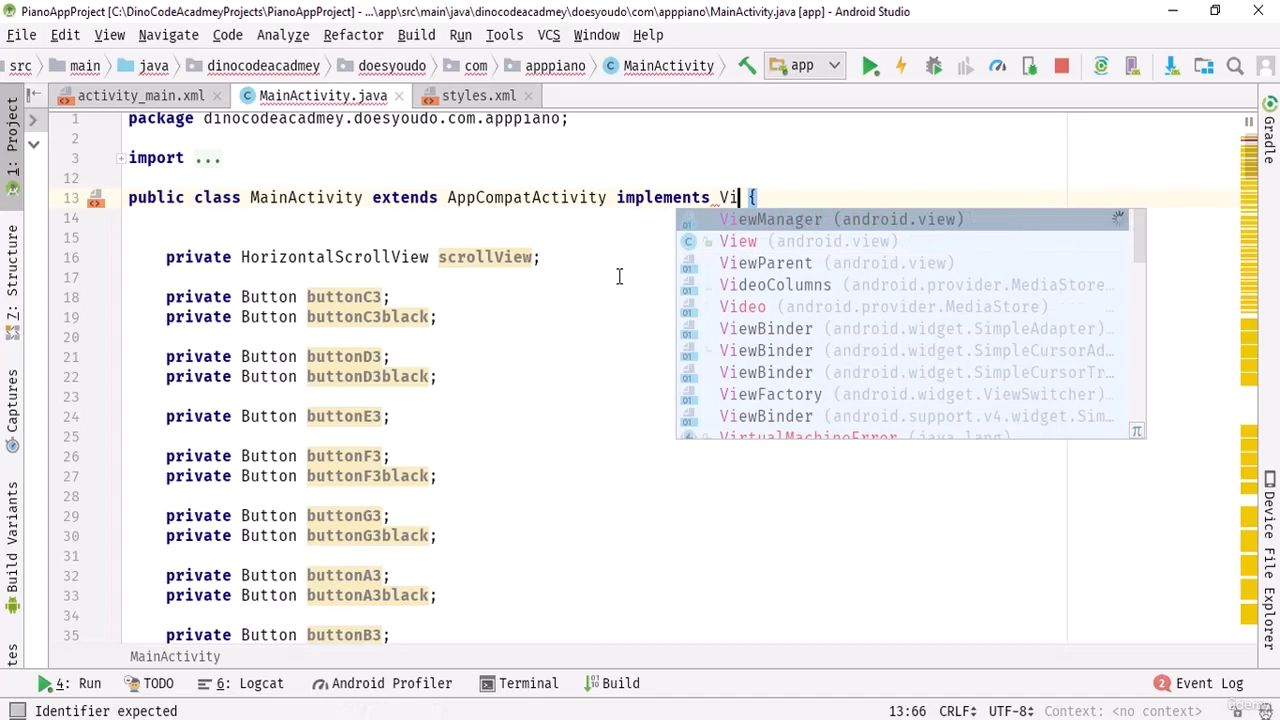 PianoAppProject [C:\DinoCodeAcadmeyProjects\PianoAppProject] - ...\app\src\main\java\dinocodeacadmey\doesyoudo\com\apppiano\MainActivity.java [app] - Android Studio
File Edit View Navigate Code Analyze Refactor Build Run Tools VCS Window Help
src main java dinocodeacadmey doesyoudo com apppiano MainActivity app
activity_main.xml MainActivity.java styles.xml
1 package dinocodeacadmey.doesyoudo.com.apppiano;
2
3 import ...
12
13 public class MainActivity extends AppCompatActivity implements Vi {
14
15
16 private HorizontalScrollView scrollView;
17
18 private Button buttonC3;
19 private Button buttonC3black;
20
21 private Button buttonD3;
22 private Button buttonD3black;
23
24 private Button buttonE3;
25
26 private Button buttonF3;
27 private Button buttonF3black;
28
29 private Button buttonG3;
30 private Button buttonG3black;
31
32 private Button buttonA3;
33 private Button buttonA3black;
34
35 private Button buttonB3;
ViewManager (android.view)
View (android.view)
ViewParent (android.view)
VideoColumns (android.provider.MediaStore...
Video (android.provider.MediaStore)
ViewBinder (android.widget.SimpleAdapter)
ViewBinder (android.widget.SimpleCursorAd...
ViewBinder (android.widget.SimpleCursorTr...
ViewFactory (android.widget.ViewSwitcher)
ViewBinder (android.support.v4.widget.Sim...
VirtualMachineError (java.lang)
π
1: Project
Z: Structure
Captures
Build Variants
tes
Gradle
Device File Explorer
MainActivity
4: Run TODO 6: Logcat Android Profiler Terminal Build 2 Event Log
Identifier expected 13:66 CRLF UTF-8 Context: <no context>
Udemy